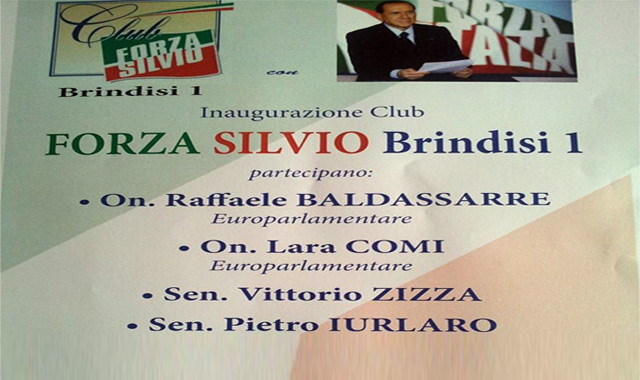 Club
FORZA
SILVIO
Brindisi 1
con
FORZA
ITALIA
Inaugurazione Club
FORZA SILVIO Brindisi 1
partecipano:
• On. Raffaele BALDASSARRE
Europarlamentare
• On. Lara COMI
Europarlamentare
• Sen. Vittorio ZIZZA
• Sen. Pietro IURLARO